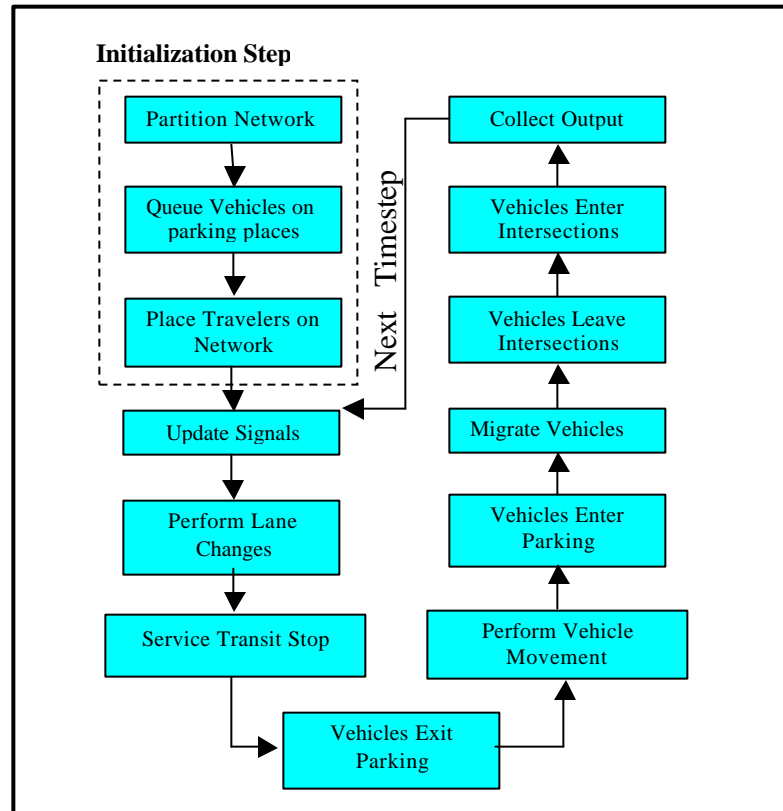 Initialization Step
Partition Network
Queue Vehicles on
parking places
Place Travelers on
Network
Update Signals
Perform Lane
Changes
Service Transit Stop
Vehicles Exit
Parking
Perform Vehicle
Movement
Vehicles Enter
Parking
Migrate Vehicles
Vehicles Leave
Intersections
Vehicles Enter
Intersections
Collect Output
Next Timestep